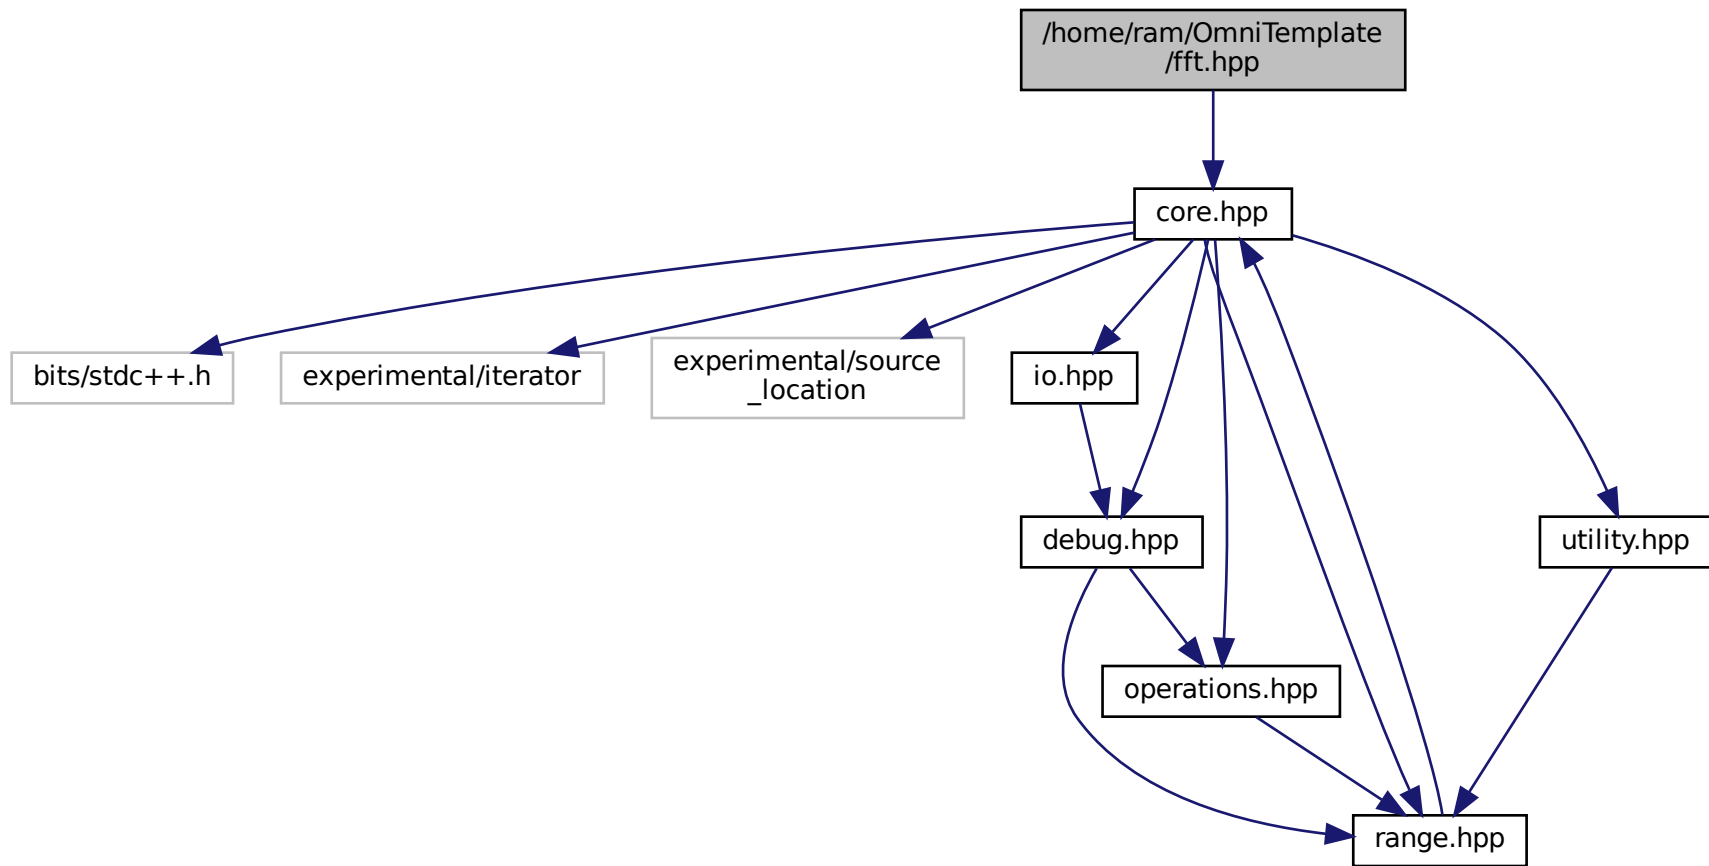 /home/ram/OmniTemplate
/fft.hpp
core.hpp
bits/stdc++.h
experimental/iterator
experimental/source
_location
io.hpp
debug.hpp
utility.hpp
operations.hpp
range.hpp